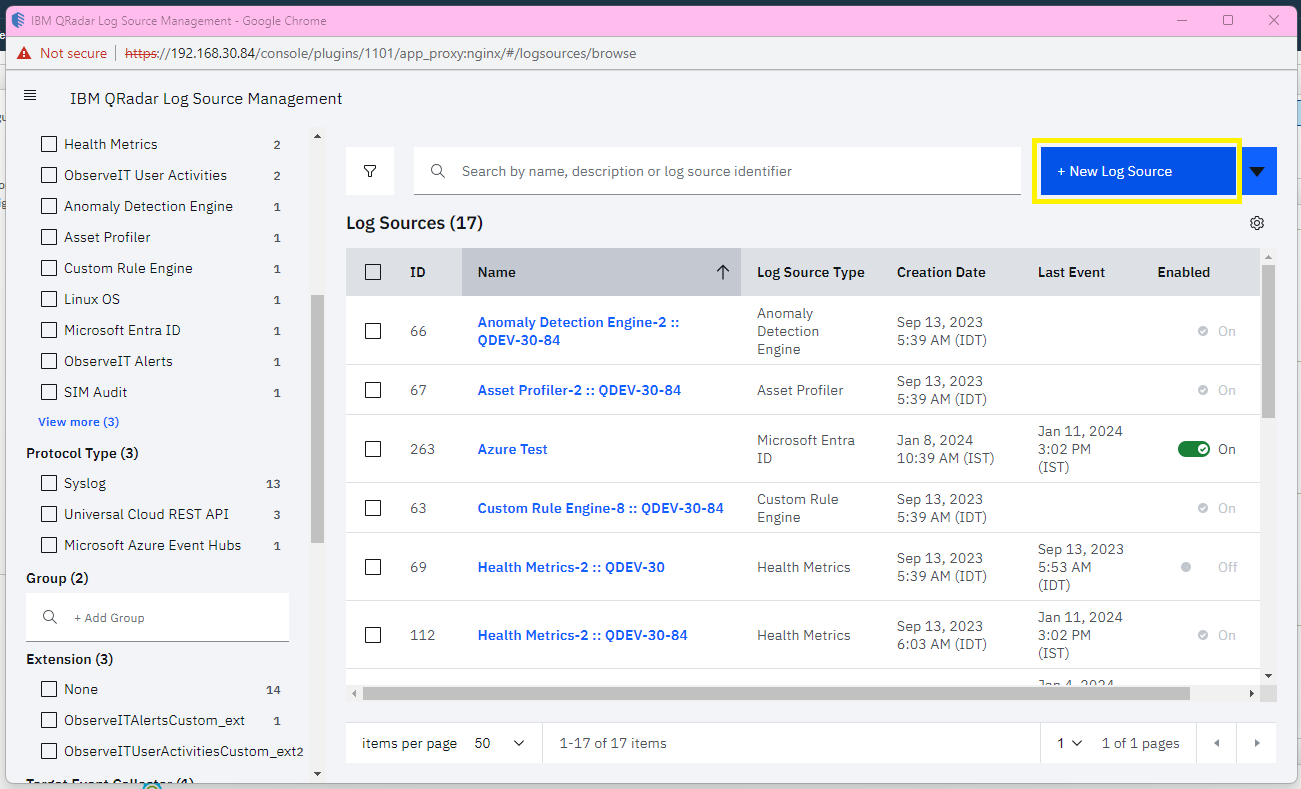 IBM QRadar Log Source Management - Google Chrome
Not secure https://192.168.30.84/console/plugins/1101/app_proxy:nginx/#/logsources/browse
IBM QRadar Log Source Management
Health Metrics 2
ObserveIT User Activities 2
Anomaly Detection Engine 1
Asset Profiler 1
Custom Rule Engine 1
Linux OS 1
Microsoft Entra ID 1
ObserveIT Alerts 1
SIM Audit 1
View more (3)
Protocol Type (3)
Syslog 13
Universal Cloud REST API 3
Microsoft Azure Event Hubs 1
Group (2)
+ Add Group
Extension (3)
None 14
ObserveITAlertsCustom_ext 1
ObserveITUserActivitiesCustom_ext2
Target Event Collector (1)
Search by name, description or log source identifier
+ New Log Source
Log Sources (17)
ID Name Log Source Type Creation Date Last Event Enabled
66 Anomaly Detection Engine-2 :: Anomaly Sep 13, 2023 On
QDEV-30-84 Detection 5:39 AM (IDT)
Engine
67 Asset Profiler-2 :: QDEV-30-84 Asset Profiler Sep 13, 2023 On
5:39 AM (IDT)
263 Azure Test Microsoft Entra Jan 8, 2024 Jan 11, 2024 On
ID 10:39 AM (IST) 3:02 PM
(IST)
63 Custom Rule Engine-8 :: QDEV-30-84 Custom Rule Sep 13, 2023 On
Engine 5:39 AM (IDT)
69 Health Metrics-2 :: QDEV-30 Health Metrics Sep 13, 2023 Sep 13, 2023 Off
5:39 AM (IDT) 5:53 AM
(IDT)
112 Health Metrics-2 :: QDEV-30-84 Health Metrics Sep 13, 2023 Jan 11, 2024 On
6:03 AM (IDT) 3:02 PM
(IST)
Jan 4, 2024
items per page 50 1-17 of 17 items 1 1 of 1 pages